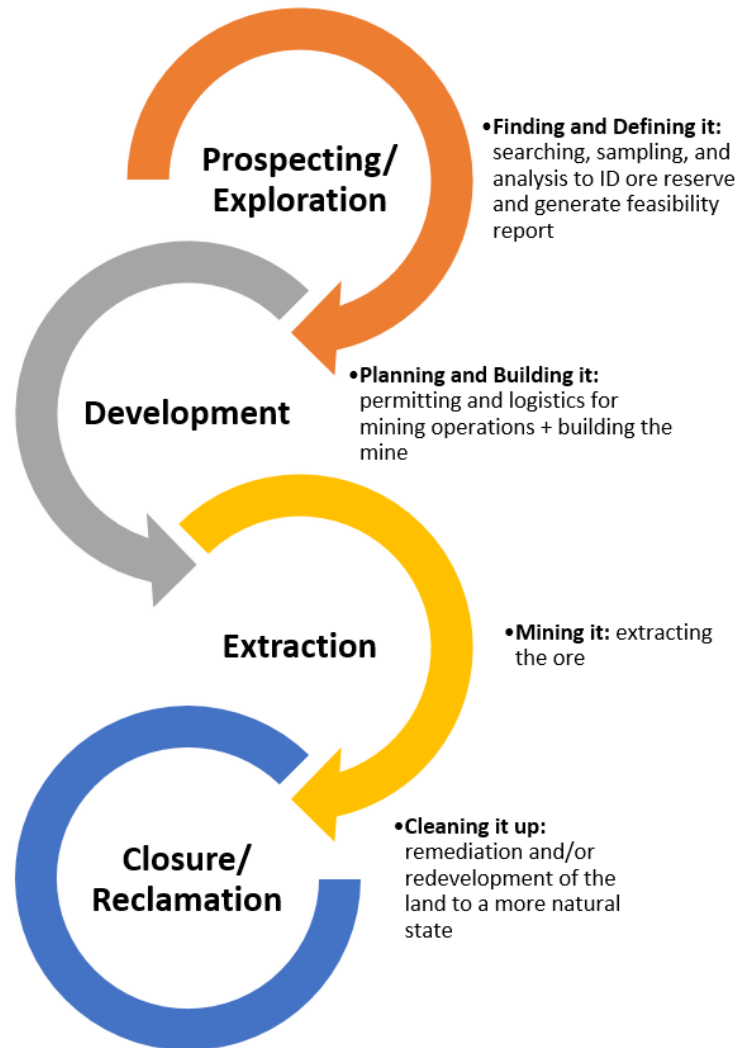 Prospecting/
Exploration
•Finding and Defining it:
searching, sampling, and
analysis to ID ore reserve
and generate feasibility
report
Development
•Planning and Building it:
permitting and logistics for
mining operations + building the
mine
Extraction
•Mining it: extracting
the ore
Closure/
Reclamation
•Cleaning it up:
remediation and/or
redevelopment of the
land to a more natural
state